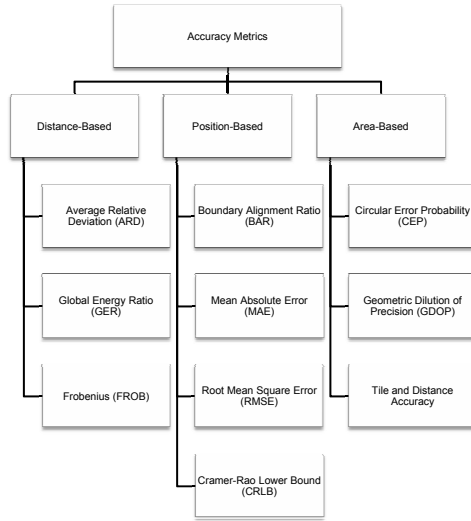 Accuracy Metrics
Distance-Based
Position-Based
Area-Based
Average Relative
Deviation (ARD)
Boundary Alignment Ratio
(BAR)
Circular Error Probability
(CEP)
Global Energy Ratio
(GER)
Mean Absolute Error
(MAE)
Geometric Dilution of
Precision (GDOP)
Frobenius (FROB)
Root Mean Square Error
(RMSE)
Tile and Distance
Accuracy
Cramer-Rao Lower Bound
(CRLB)